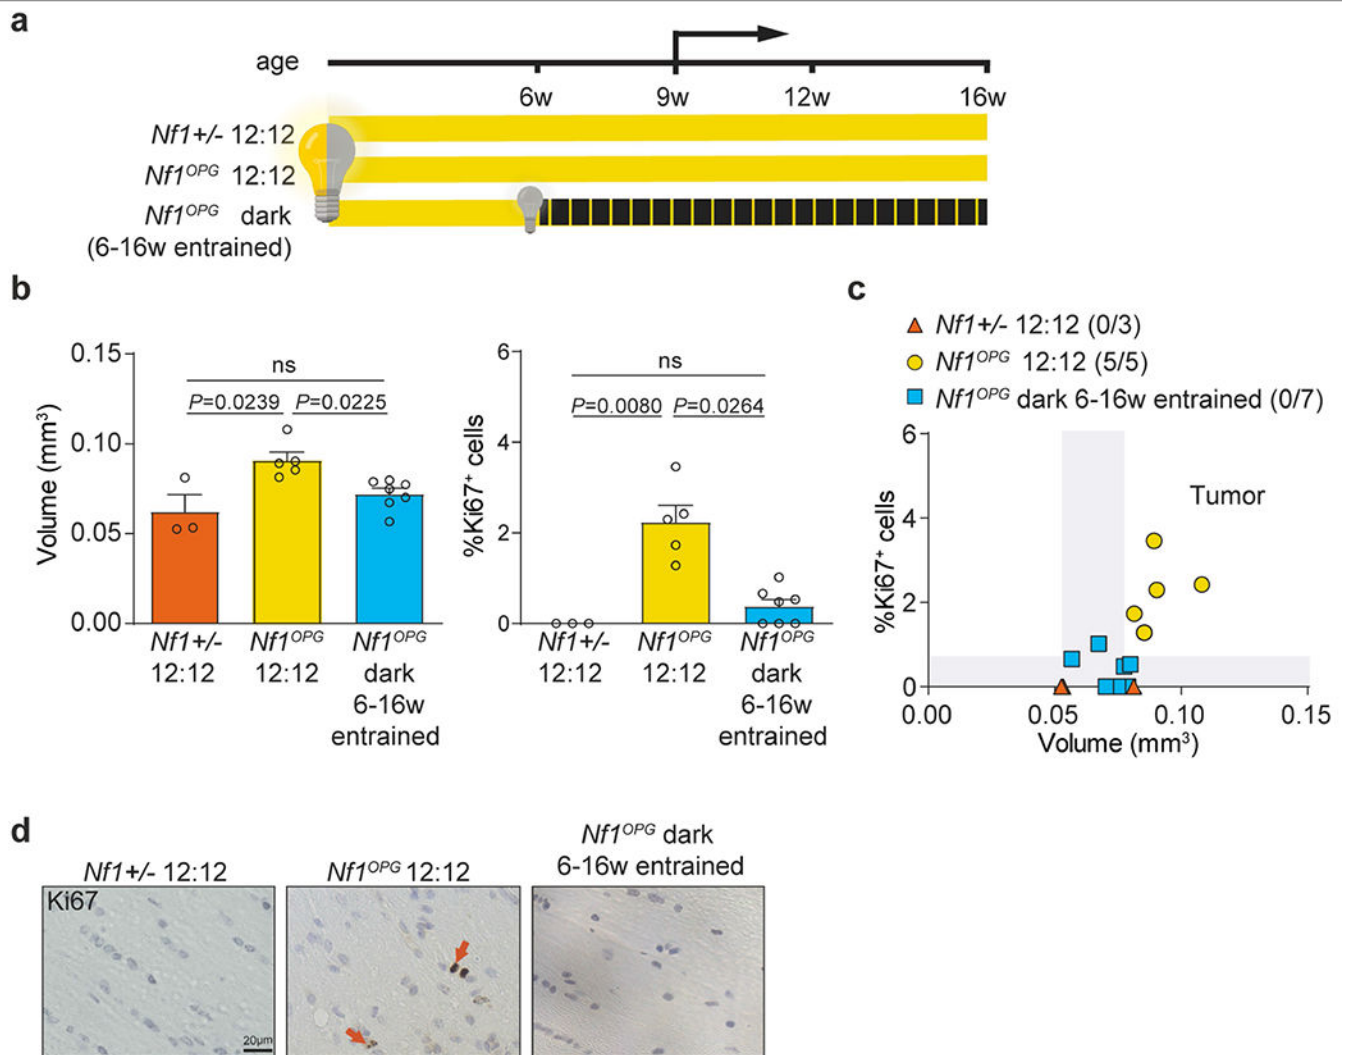 a
age
6w 9w 12w 16w
Nf1+/- 12:12
Nf1OPG 12:12
Nf1OPG dark
(6-16w entrained)
b
Volume (mm3)
0.15
0.10
0.05
0.00
ns
P=0.0239 P=0.0225
Nf1+/- Nf1OPG Nf1OPG
12:12 12:12 dark
6-16w
entrained
%Ki67+ cells
6
4
2
0
ns
P=0.0080 P=0.0264
Nf1+/- Nf1OPG Nf1OPG
12:12 12:12 dark
6-16w
entrained
c
Nf1+/- 12:12 (0/3)
Nf1OPG 12:12 (5/5)
Nf1OPG dark 6-16w entrained (0/7)
%Ki67+ cells
6
4
2
0
Tumor
0.00 0.05 0.10 0.15
Volume (mm3)
d
Nf1+/- 12:12
Nf1OPG 12:12
Nf1OPG dark
6-16w entrained
Ki67
20µm